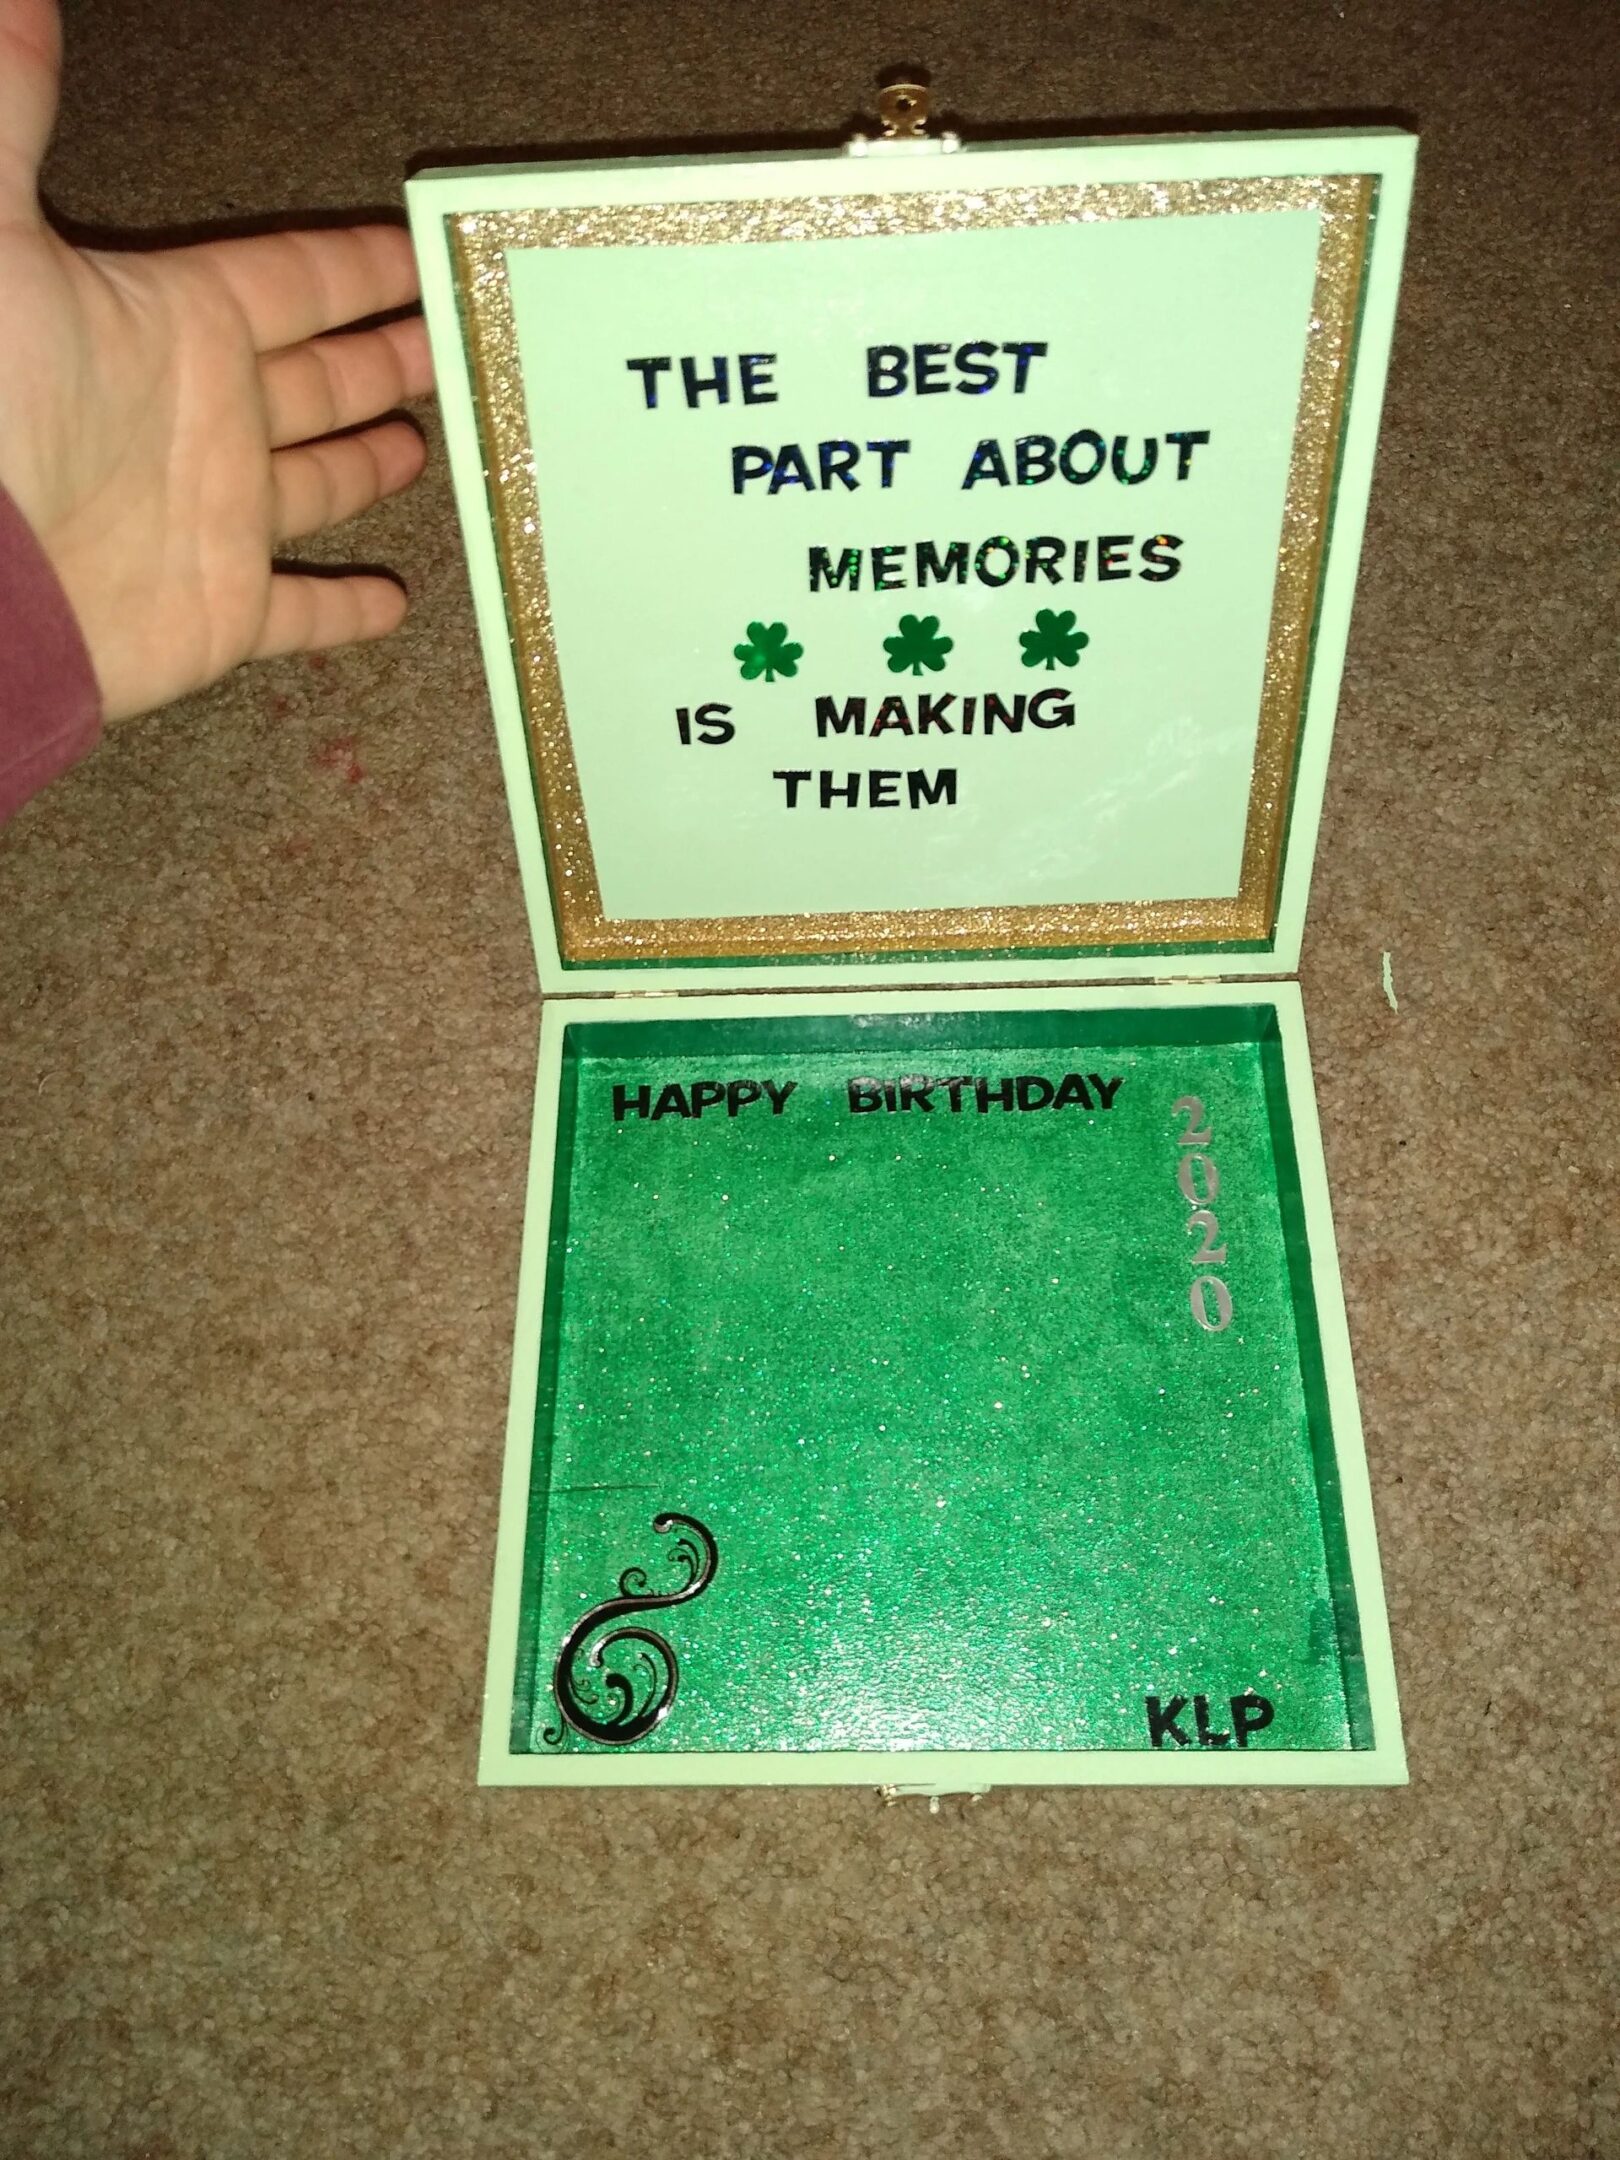 THE BEST
PART ABOUT
MEMORIES
IS MAKING
THEM
HAPPY BIRTHDAY
2020
KLP